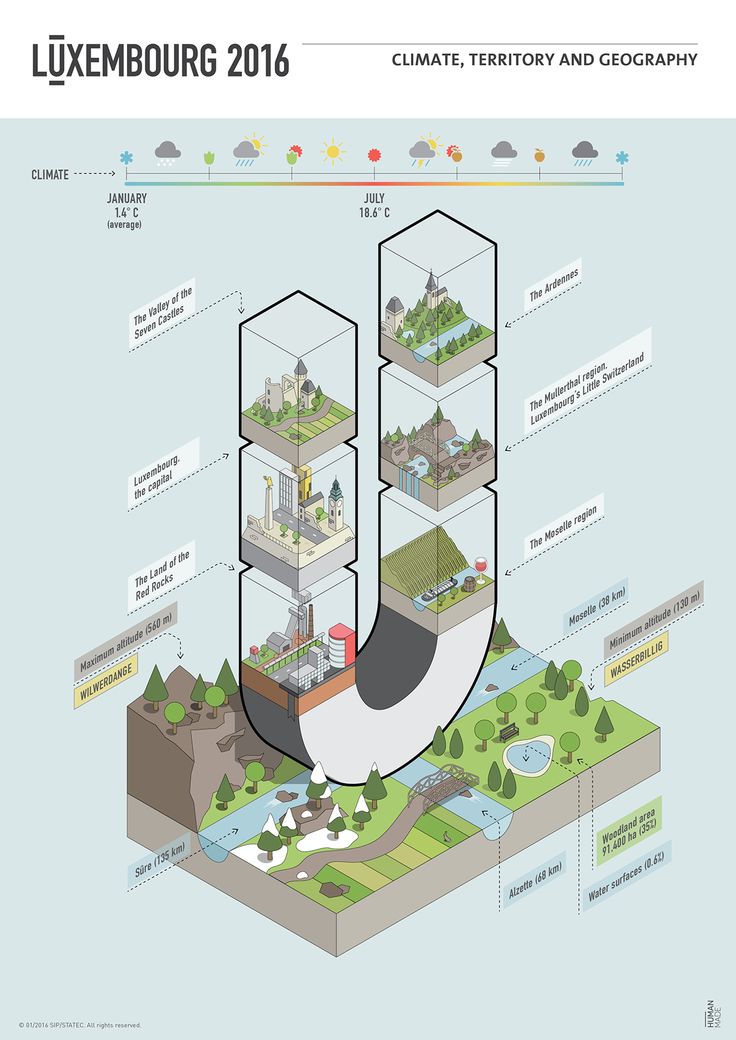 LŪXEMBOURG 2016
CLIMATE, TERRITORY AND GEOGRAPHY
CLIMATE
JANUARY
1.4° C
(average)
JULY
18.6° C
The Valley of the
Seven Castles
The Ardennes
The Mullerthal region,
Luxembourg's Little Switzerland
Luxembourg,
the capital
The Moselle region
The Land of the
Red Rocks
Maximum altitude (560 m)
WILWERDANGE
Moselle (38 km)
Minimum altitude (130 m)
WASSERBILLIG
Sûre (135 km)
Alzette (68 km)
Woodland area
91.400 ha (35%)
Water surfaces (0.6%)
© 01/2016 SIP/STATEC. All rights reserved.
HUMAN
MADE